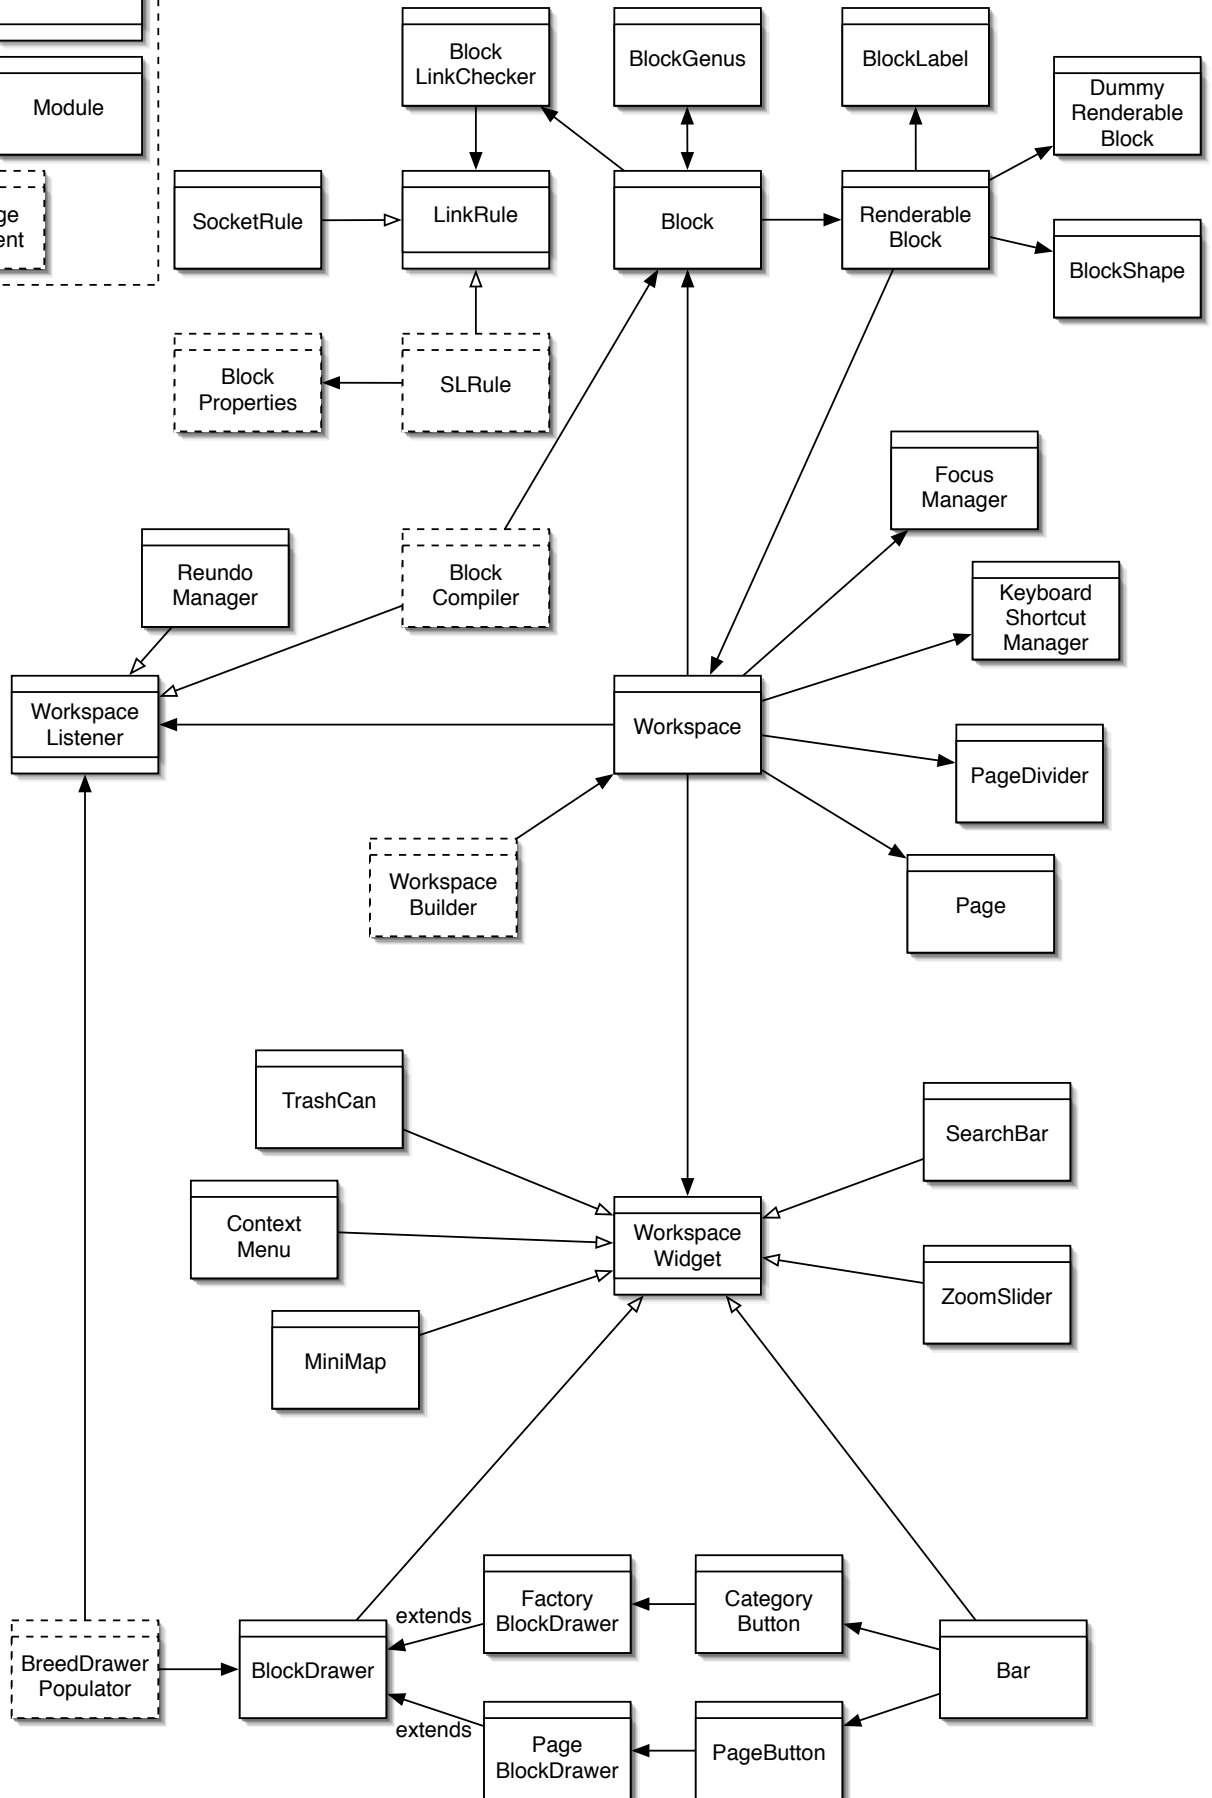 Block
LinkChecker
BlockGenus
BlockLabel
Dummy
Renderable
Block
Module
ge
ent
SocketRule
LinkRule
Block
Renderable
Block
BlockShape
Block
Properties
SLRule
Focus
Manager
Reundo
Manager
Block
Compiler
Keyboard
Shortcut
Manager
Workspace
Listener
Workspace
PageDivider
Workspace
Builder
Page
TrashCan
SearchBar
Context
Menu
Workspace
Widget
ZoomSlider
MiniMap
extends
Factory
BlockDrawer
Category
Button
BreedDrawer
Populator
BlockDrawer
Bar
extends
Page
BlockDrawer
PageButton